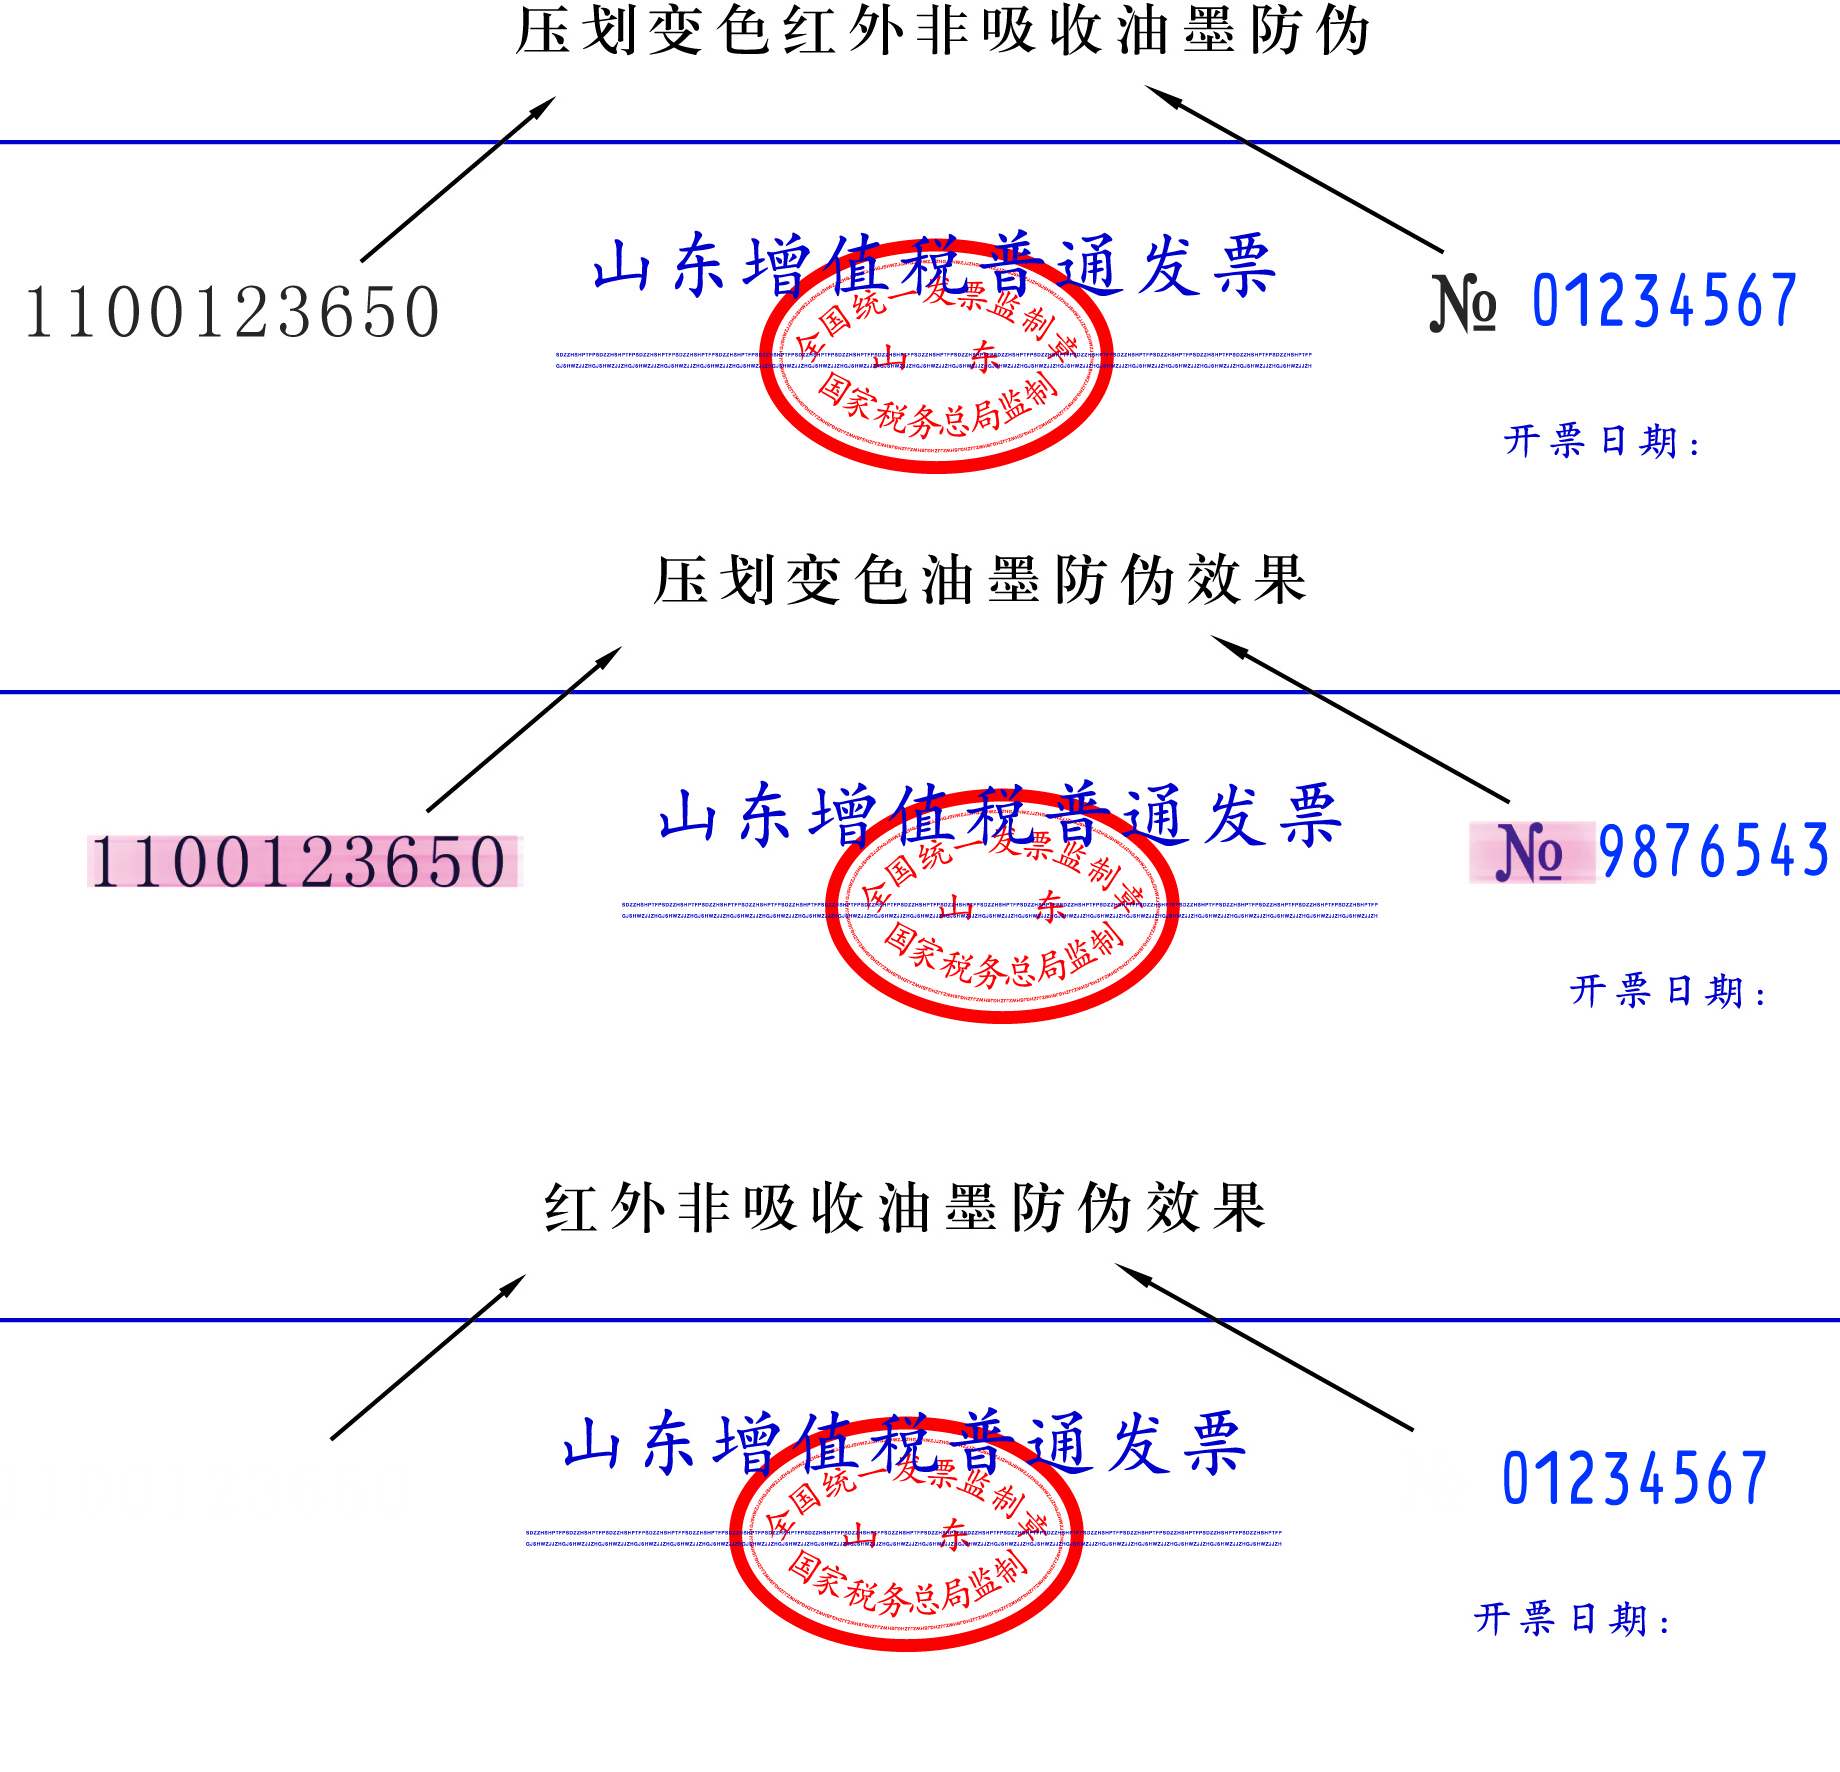 压划变色红外非吸收油墨防伪
山东增值税普通发票
1100123650
№ 01234567
全国统一发票监制章
山 东
国家税务总局监制
开票日期：
压划变色油墨防伪效果
山东增值税普通发票
1100123650
№ 9876543
全国统一发票监制章
山 东
国家税务总局监制
开票日期：
红外非吸收油墨防伪效果
山东增值税普通发票
01234567
全国统一发票监制章
山 东
国家税务总局监制
开票日期：